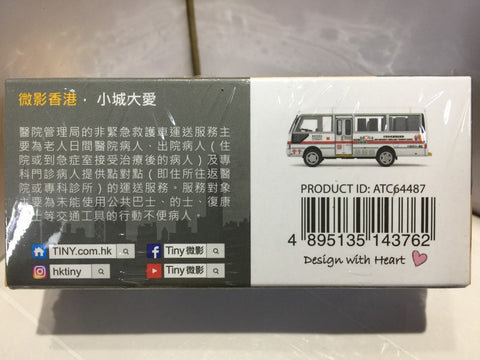 微影香港．小城大愛
醫院管理局的非緊急救護車運送服務主
要為老人日間醫院病人、出院病人（住
院或到急症室接受治療後的病人）及專
科門診病人提供點對點（即住所往返醫
院或專科診所）的運送服務。服務對象
主要為未能使用公共巴士、的士、復康
巴士等交通工具的行動不便病人。
TINY.com.hk
Tiny 微影
hktiny
Tiny 微影
PRODUCT ID: ATC64487
4 895135 143762
Design with Heart